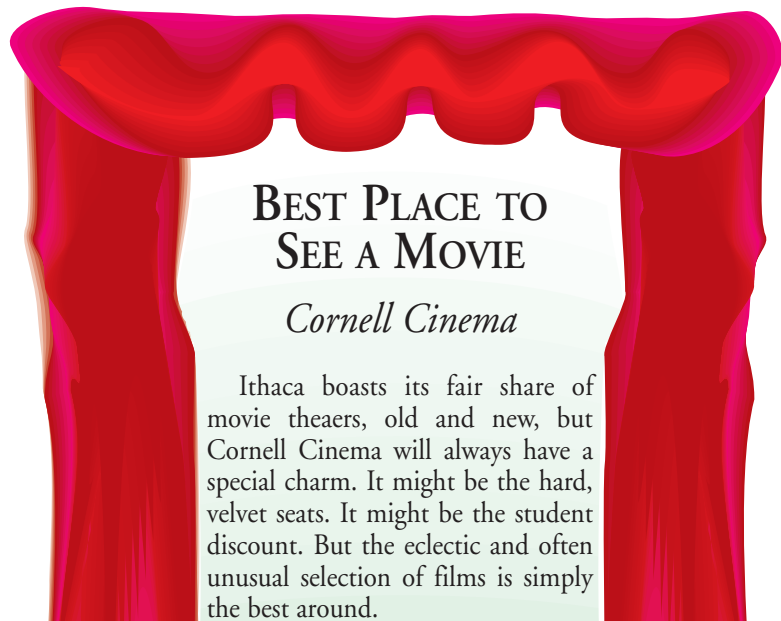 BEST PLACE TO
SEE A MOVIE
Cornell Cinema
Ithaca boasts its fair share of
movie theaers, old and new, but
Cornell Cinema will always have a
special charm. It might be the hard,
velvet seats. It might be the student
discount. But the eclectic and often
unusual selection of films is simply
the best around.